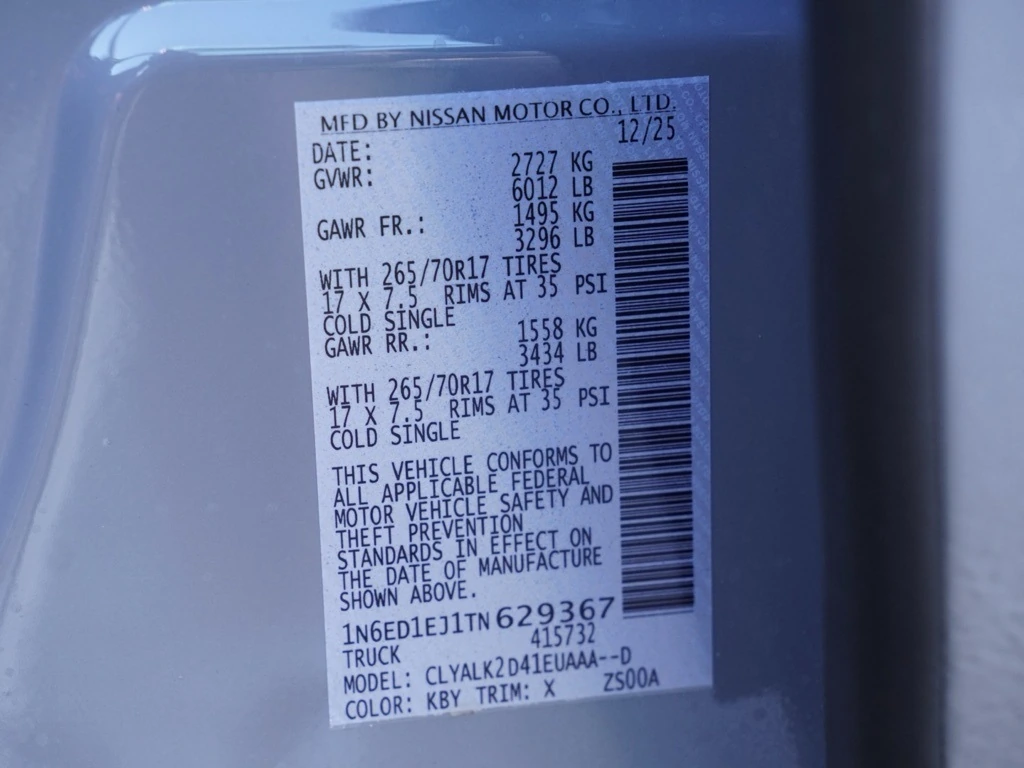 MFD BY NISSAN MOTOR CO., LTD.
DATE: 12/25
GVWR: 2727 KG
6012 LB
GAWR FR.: 1495 KG
3296 LB
WITH 265/70R17 TIRES
17 X 7.5 RIMS AT 35 PSI
COLD SINGLE
GAWR RR.: 1558 KG
3434 LB
WITH 265/70R17 TIRES
17 X 7.5 RIMS AT 35 PSI
COLD SINGLE
THIS VEHICLE CONFORMS TO
ALL APPLICABLE FEDERAL
MOTOR VEHICLE SAFETY AND
THEFT PREVENTION
STANDARDS IN EFFECT ON
THE DATE OF MANUFACTURE
SHOWN ABOVE.
1N6ED1EJ1TN629367
TRUCK 415732
MODEL: CLYALK2D41EUAAA--D
COLOR: KBY TRIM: X ZS00A